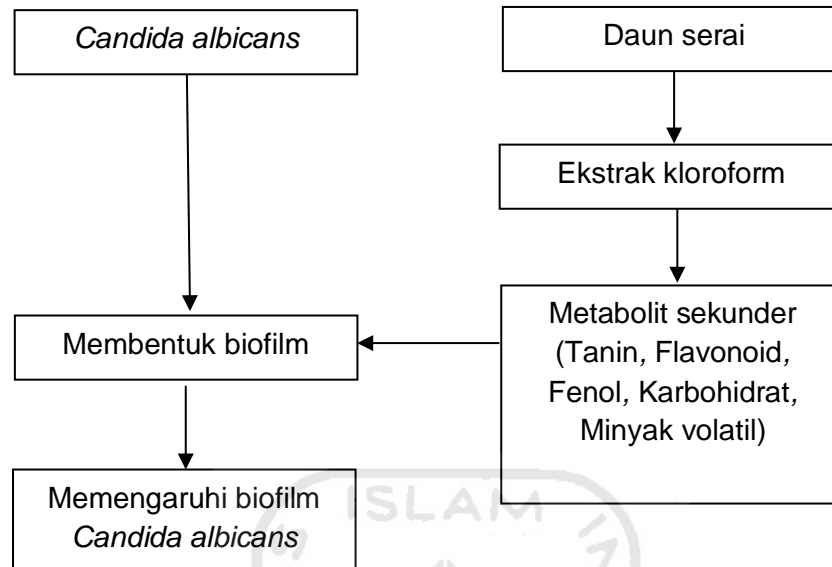 Candida albicans
Daun serai
Ekstrak kloroform
Membentuk biofilm
Metabolit sekunder
(Tanin, Flavonoid,
Fenol, Karbohidrat,
Minyak volatil)
Memengaruhi biofilm
Candida albicans
ISLAM